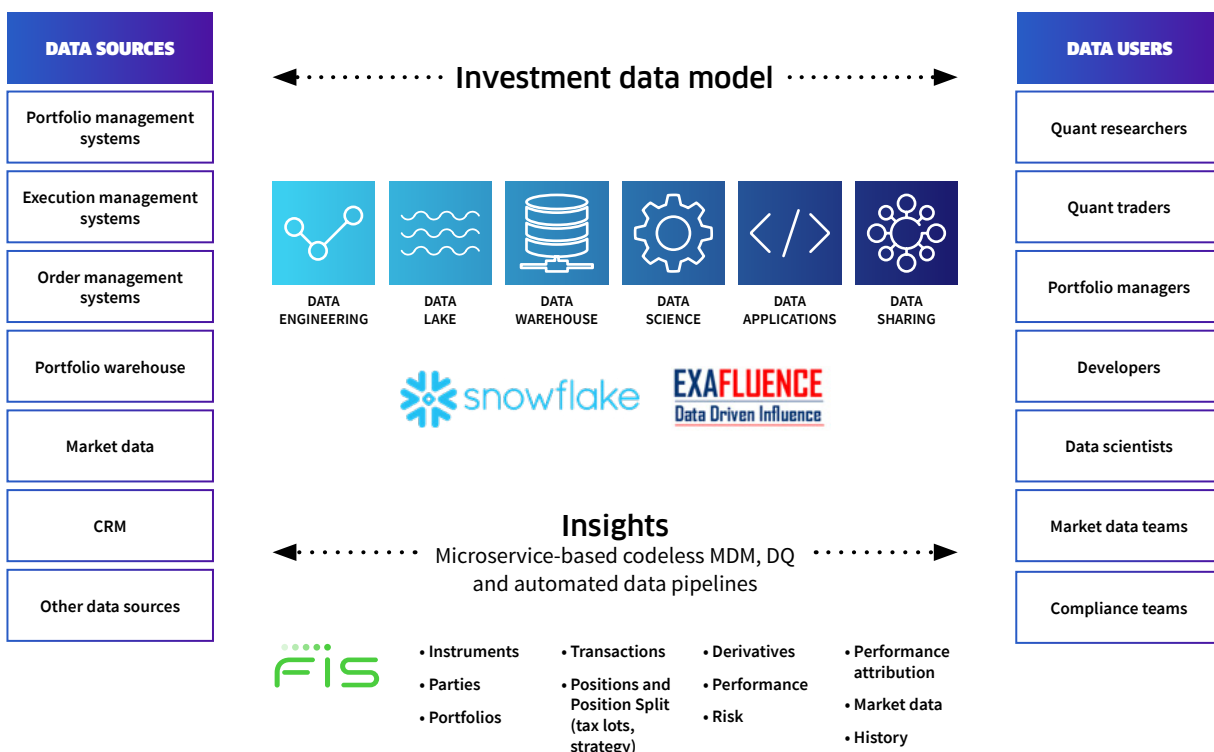 DATA SOURCES
Portfolio management
systems
Execution management
systems
Order management
systems
Portfolio warehouse
Market data
CRM
Other data sources
Investment data model
DATA
ENGINEERING
DATA
LAKE
DATA
WAREHOUSE
DATA
SCIENCE
DATA
APPLICATIONS
DATA
SHARING
snowflake
EXAFLUENCE
Data Driven Influence
Insights
Microservice-based codeless MDM, DQ
and automated data pipelines
FIS
• Instruments
• Parties
• Portfolios
• Transactions
• Positions and
Position Split
(tax lots,
strategy)
• Derivatives
• Performance
• Risk
• Performance
attribution
• Market data
• History
DATA USERS
Quant researchers
Quant traders
Portfolio managers
Developers
Data scientists
Market data teams
Compliance teams